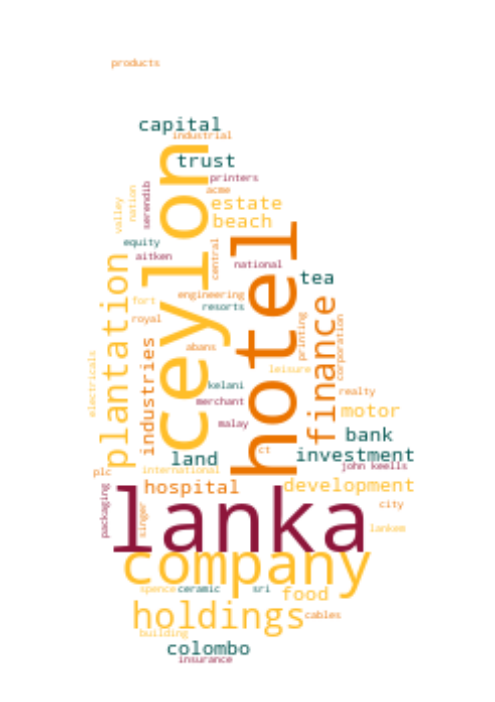 products
capital
industrial
trust
printers
acme
ceylon
serendib
nation
valley
estate
beach
hotel
equity
aitken
central
national
tea
plantation
fort
royal
engineering
resorts
printing
finance
corporation
abans
industries
electricals
leisure
kelani
merchant
malay
realty
motor
bank
ct
land
investment
john keells
plc
international
hospital
development
packaging
singer
lanka
city
lankem
company
spence
ceramic
sri
food
holdings
cables
building
colombo
insurance